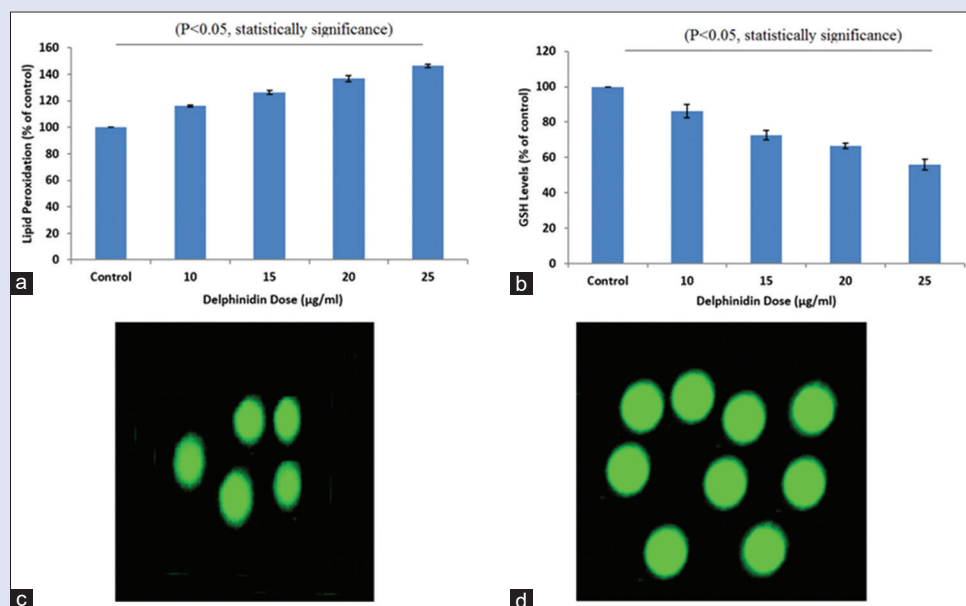 (P<0.05, statistically significance)
Lipid Peroxidation (% of control)
160
140
120
100
80
60
40
20
0
Control 10 15 20 25
Delphinidin Dose (µg/ml)
a
(P<0.05, statistically significance)
GSH Levels (% of control)
120
100
80
60
40
20
0
Control 10 15 20 25
Delphinidin Dose (µg/ml)
b
c
d